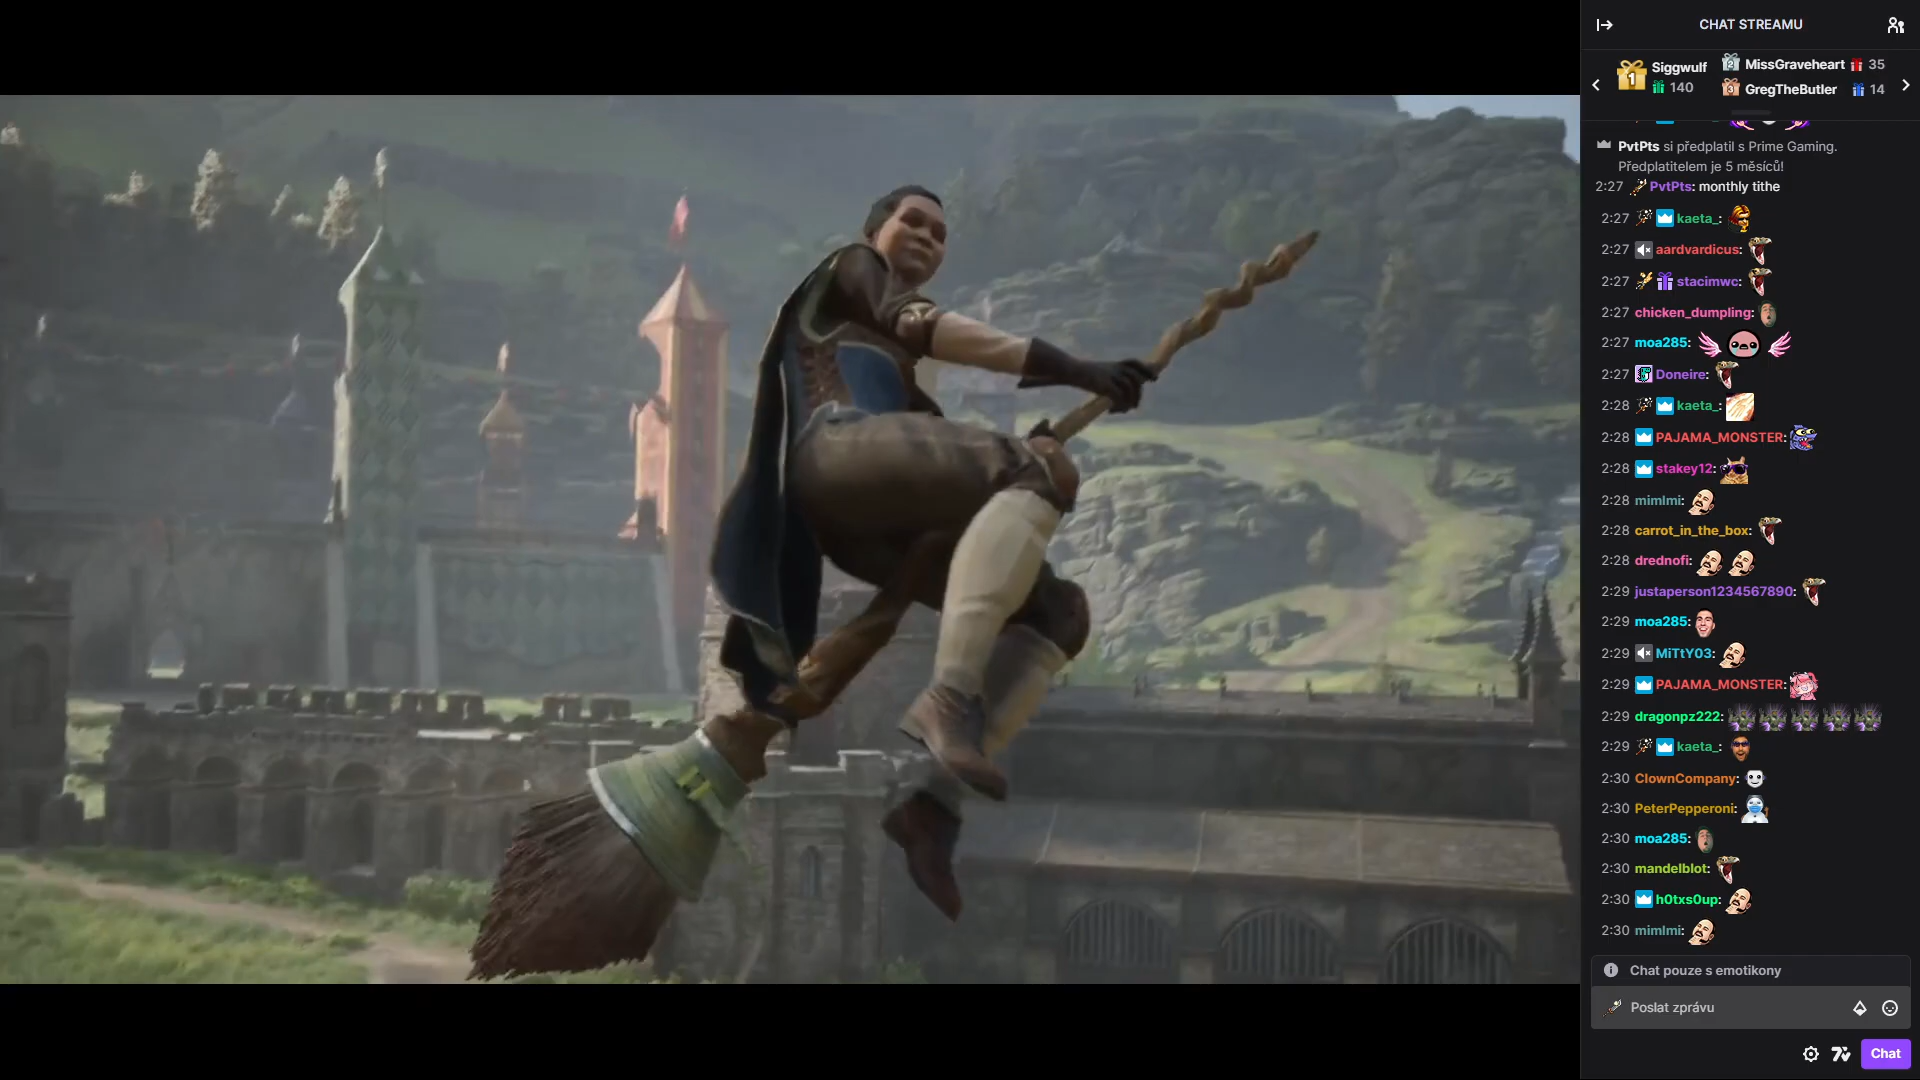 CHAT STREAMU
1 Siggwulf 140
2 MissGraveheart 35
3 GregTheButler 14
PvtPts si předplatil s Prime Gaming.
Předplatitelem je 5 měsíců!
2:27 PvtPts: monthly tithe
2:27 kaeta_:
2:27 aardvardicus:
2:27 stacimwc:
2:27 chicken_dumpling:
2:27 moa285:
2:27 Doneire:
2:28 kaeta_:
2:28 PAJAMA_MONSTER:
2:28 stakey12:
2:28 mimlmi:
2:28 carrot_in_the_box:
2:28 drednofi:
2:29 justaperson1234567890:
2:29 moa285:
2:29 MiTtY03:
2:29 PAJAMA_MONSTER:
2:29 dragonpz222:
2:29 kaeta_:
2:30 ClownCompany:
2:30 PeterPepperoni:
2:30 moa285:
2:30 mandelblot:
2:30 h0txs0up:
2:30 mimlmi:
Chat pouze s emotikony
Poslat zprávu
Chat